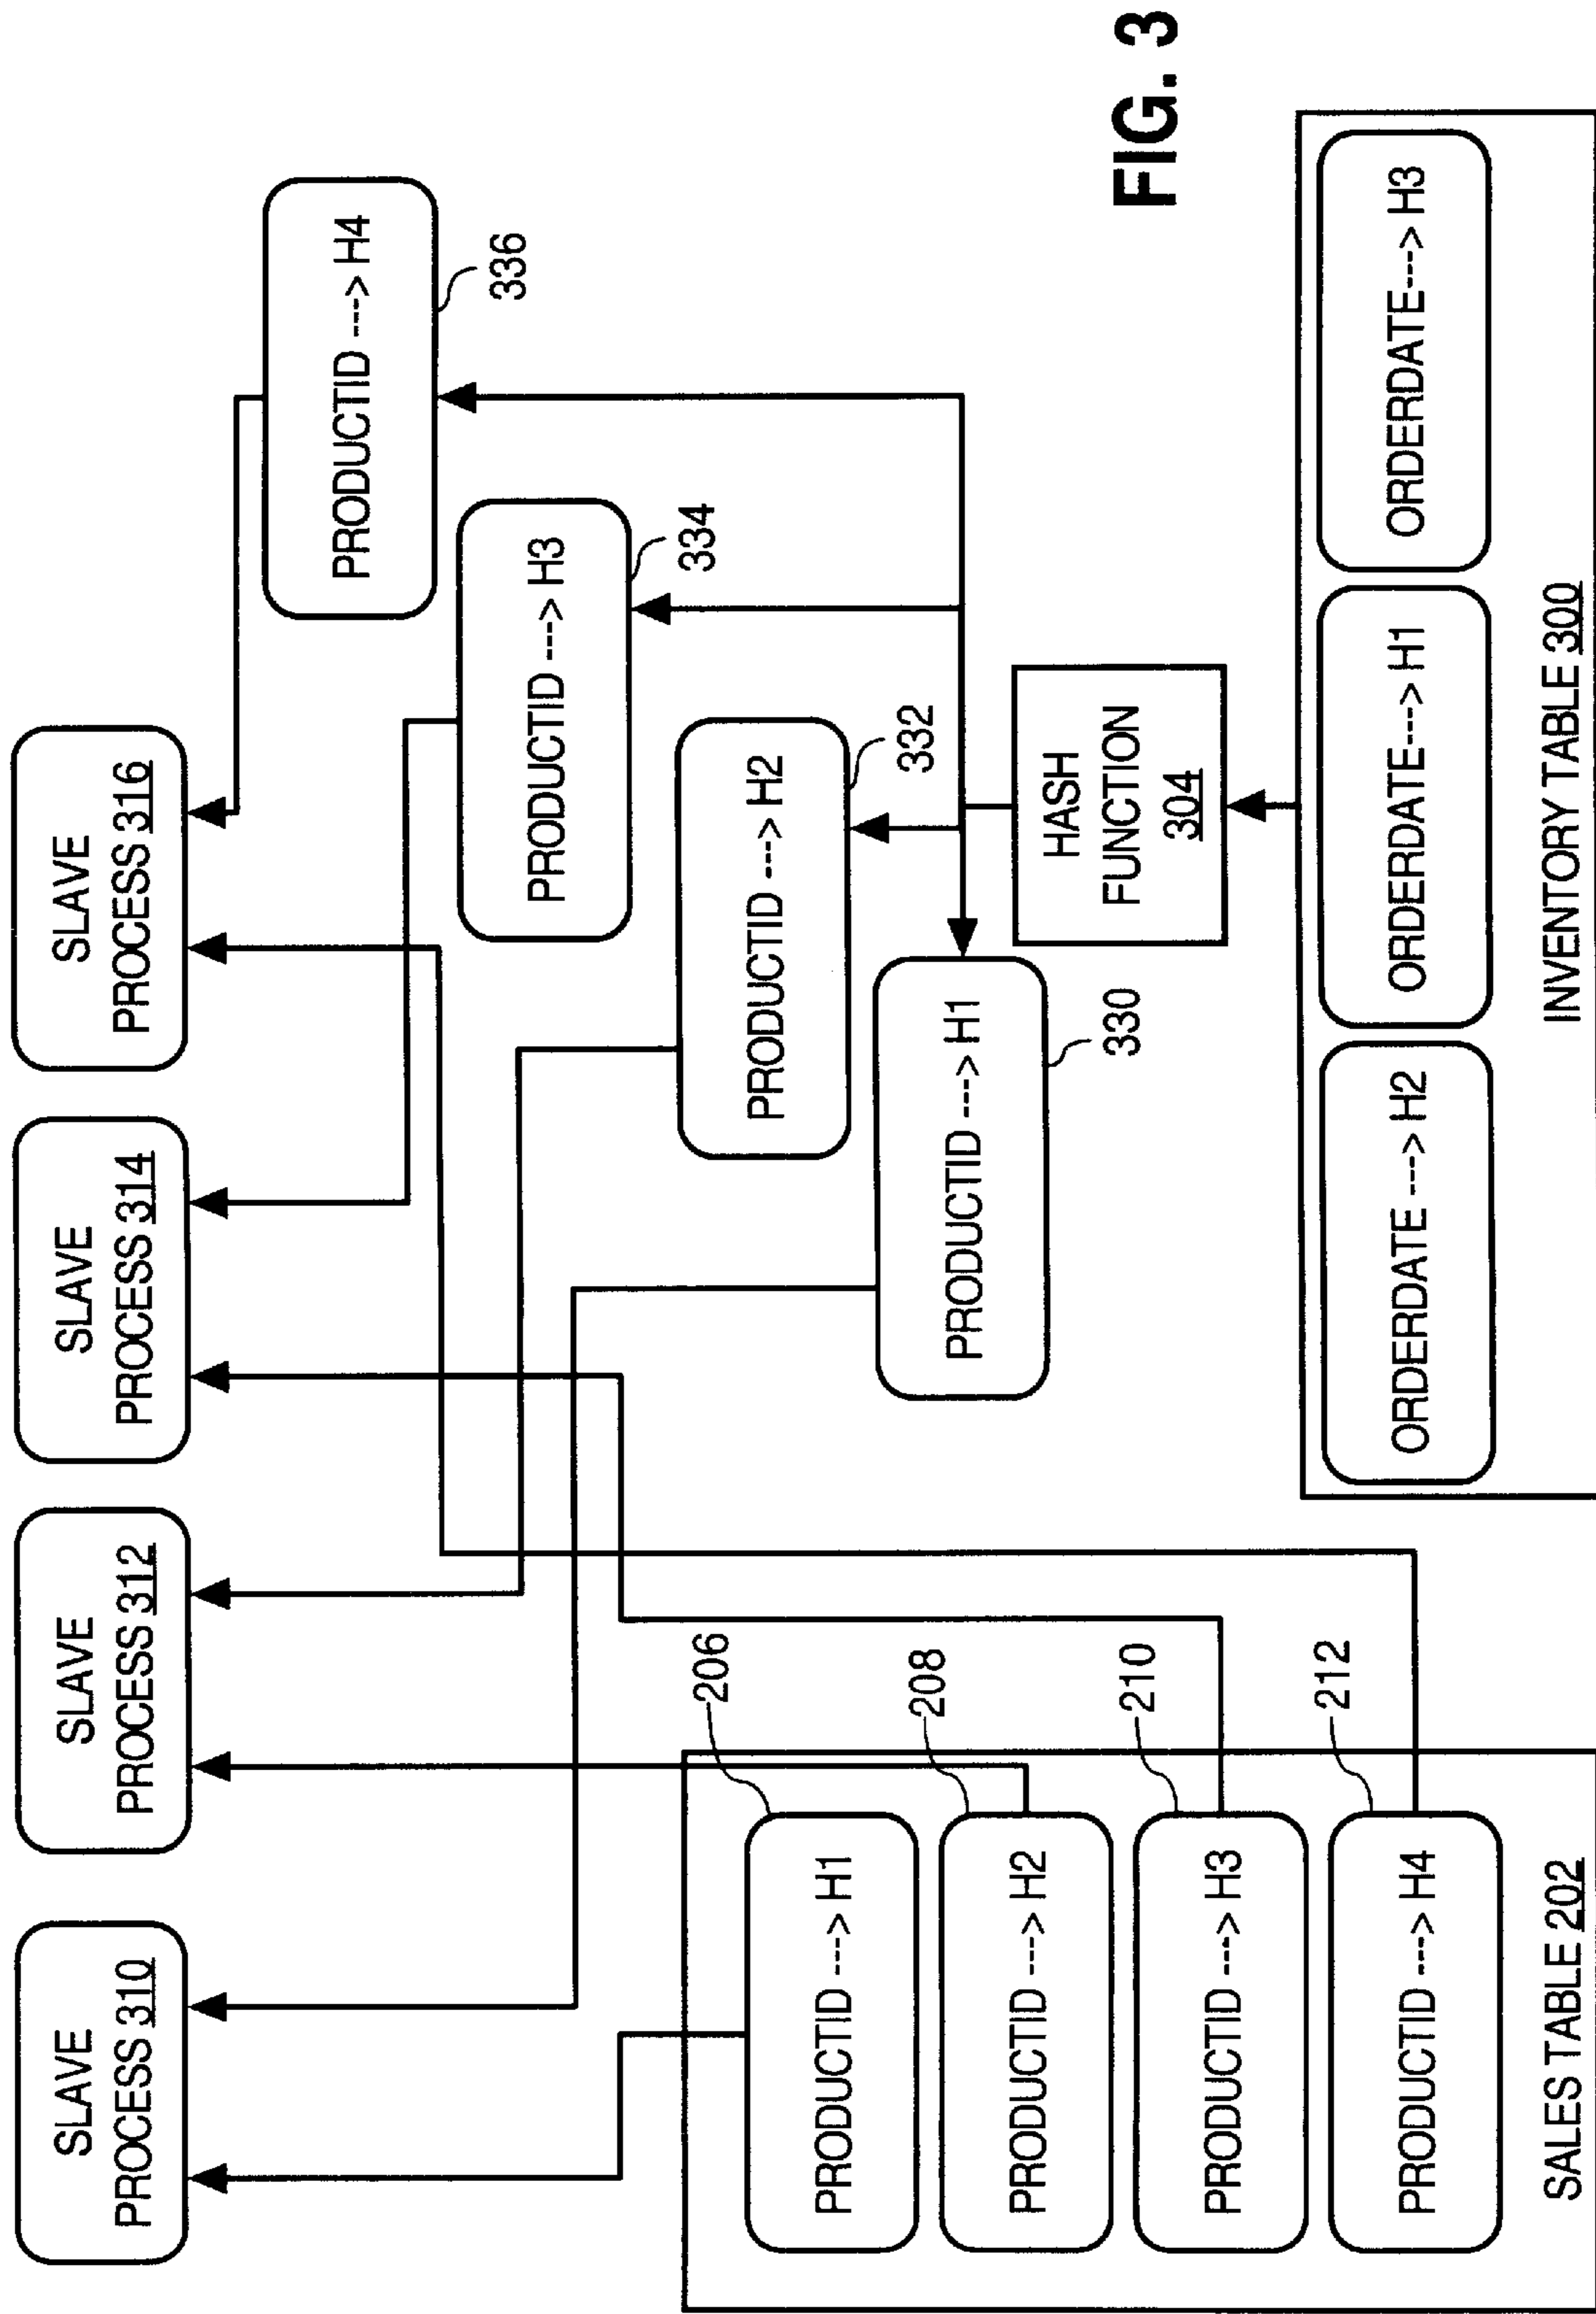 SLAVE
PROCESS 310
SLAVE
PROCESS 312
SLAVE
PROCESS 314
SLAVE
PROCESS 316
PRODUCTID ---> H4
336
PRODUCTID ---> H3
334
PRODUCTID ---> H2
332
PRODUCTID ---> H1
330
206
PRODUCTID ---> H1
208
PRODUCTID ---> H2
210
PRODUCTID ---> H3
212
PRODUCTID ---> H4
SALES TABLE 202
HASH
FUNCTION
304
ORDERDATE ---> H2
ORDERDATE---> H1
ORDERDATE---> H3
INVENTORY TABLE 300
FIG. 3